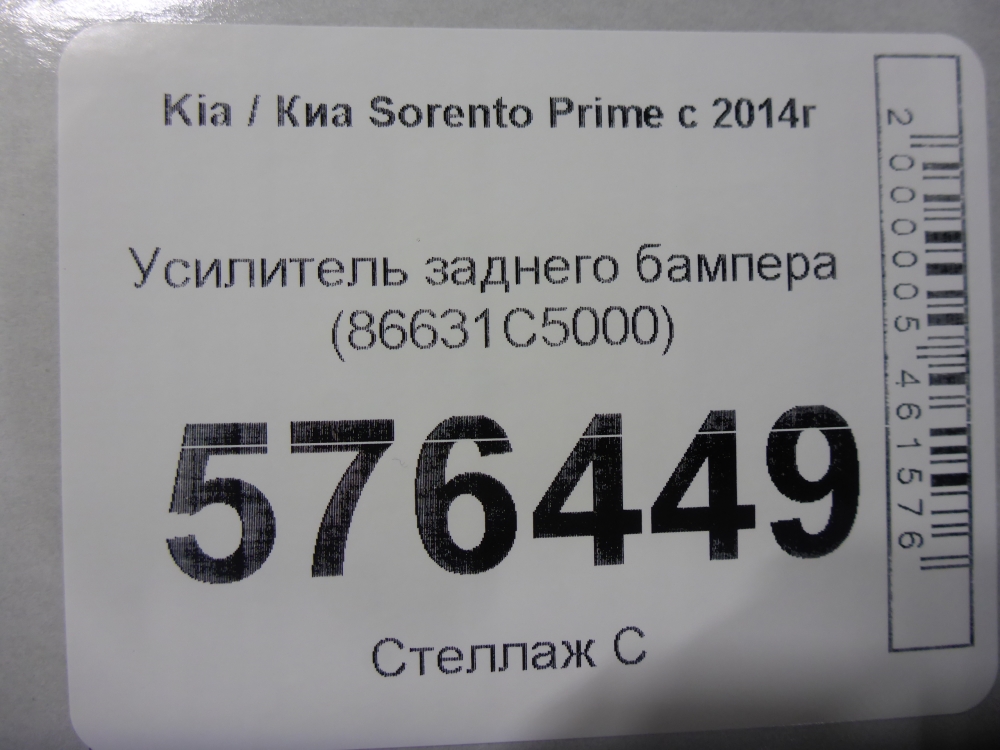 Kia / Киа Sorento Prime с 2014г
Усилитель заднего бампера
(86631C5000)
576449
Стеллаж С
2000005461576